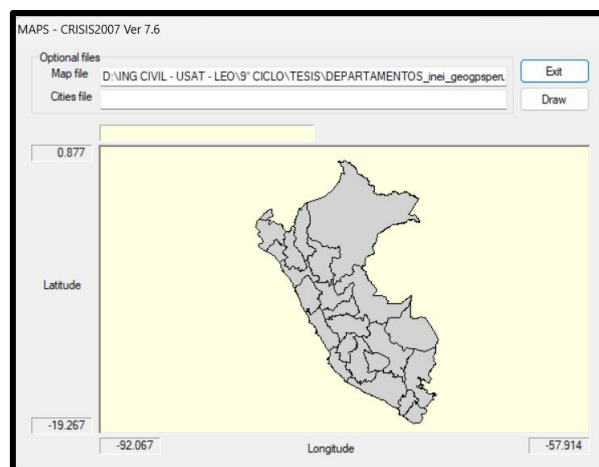 MAPS - CRISIS2007 Ver 7.6
Optional files
Map file D:\ING CIVIL - USAT - LEO\9° CICLO\TESIS\DEPARTAMENTOS_inei_geogpsperu
Exit
Cities file
Draw
0.877
Latitude
-19.267
-92.067
Longitude
-57.914